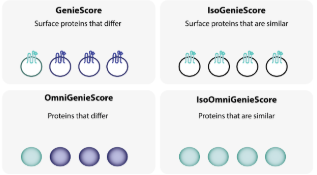 GenieScore
Surface proteins that differ
IsoGenieScore
Surface proteins that are similar
OmniGenieScore
Proteins that differ
IsoOmniGenieScore
Proteins that are similar